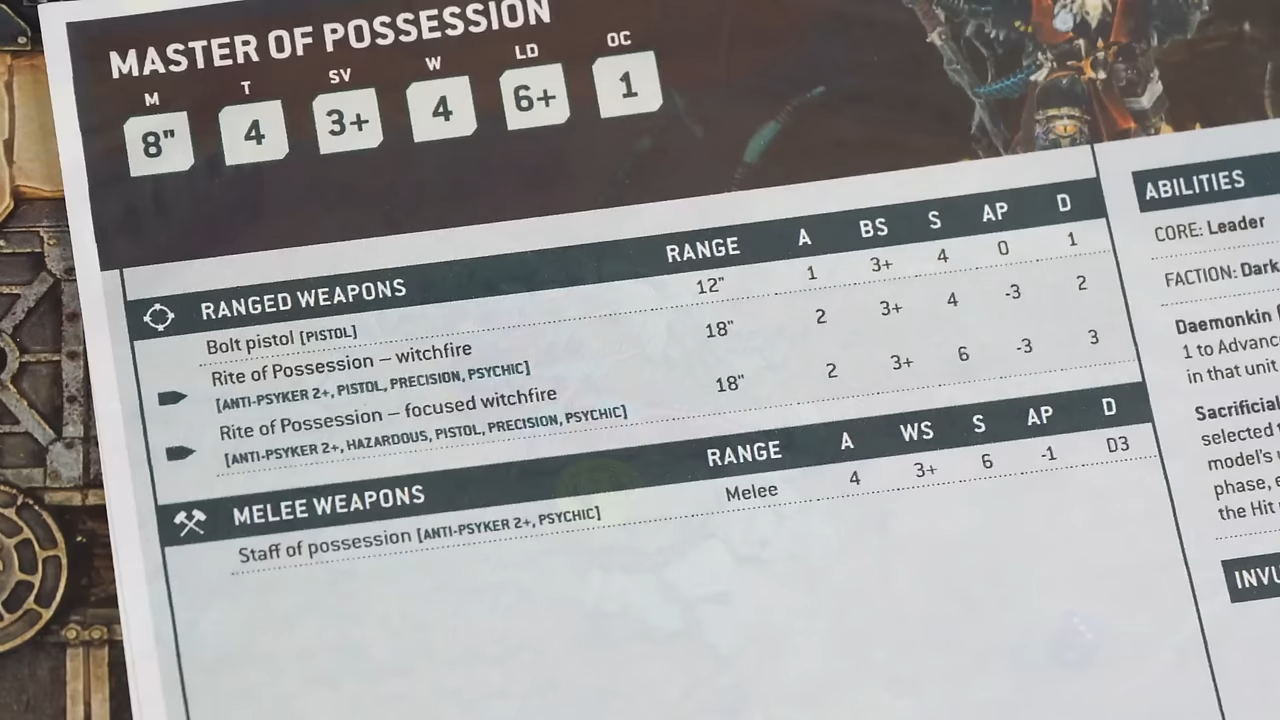 MASTER OF POSSESSION
M T SV W LD OC
8" 4 3+ 4 6+ 1
RANGED WEAPONS RANGE A BS S AP D
Bolt pistol [PISTOL] 12" 1 3+ 4 0 1
Rite of Possession – witchfire 18" 2 3+ 4 -3 2
[ANTI-PSYKER 2+, PISTOL, PRECISION, PSYCHIC]
Rite of Possession – focused witchfire 18" 2 3+ 6 -3 3
[ANTI-PSYKER 2+, HAZARDOUS, PISTOL, PRECISION, PSYCHIC]
MELEE WEAPONS RANGE A WS S AP D
Staff of possession [ANTI-PSYKER 2+, PSYCHIC] Melee 4 3+ 6 -1 D3
ABILITIES
CORE: Leader
FACTION: Dark
Daemonkin
1 to Advanc
in that unit
Sacrificial
selected
model's
phase,
the Hit
INVU